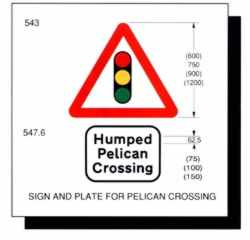 543
(600)
750
(900)
(1200)
547.6
Humped
Pelican
Crossing
62.5
(75)
(100)
(150)
SIGN AND PLATE FOR PELICAN CROSSING